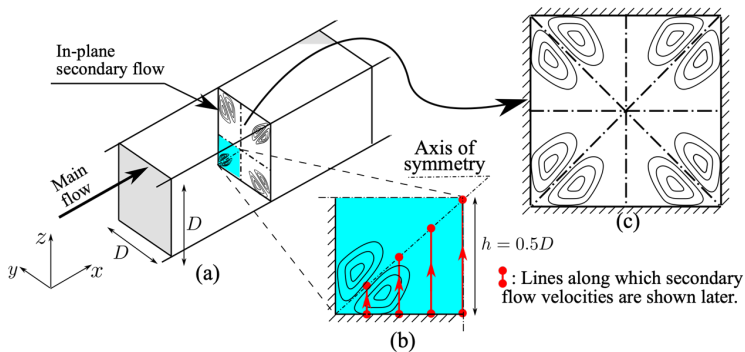 In-plane
secondary flow
Main
flow
D
D
z
y
x
(a)
Axis of
symmetry
h = 0.5D
: Lines along which secondary
flow velocities are shown later.
(b)
(c)